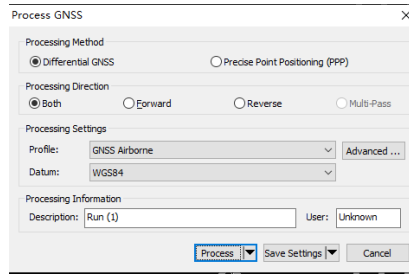 Process GNSS
Processing Method
Differential GNSS Precise Point Positioning (PPP)
Processing Direction
Both Forward Reverse Multi-Pass
Processing Settings
Profile: GNSS Airborne Advanced ...
Datum: WGS84
Processing Information
Description: Run (1) User: Unknown
Process Save Settings Cancel